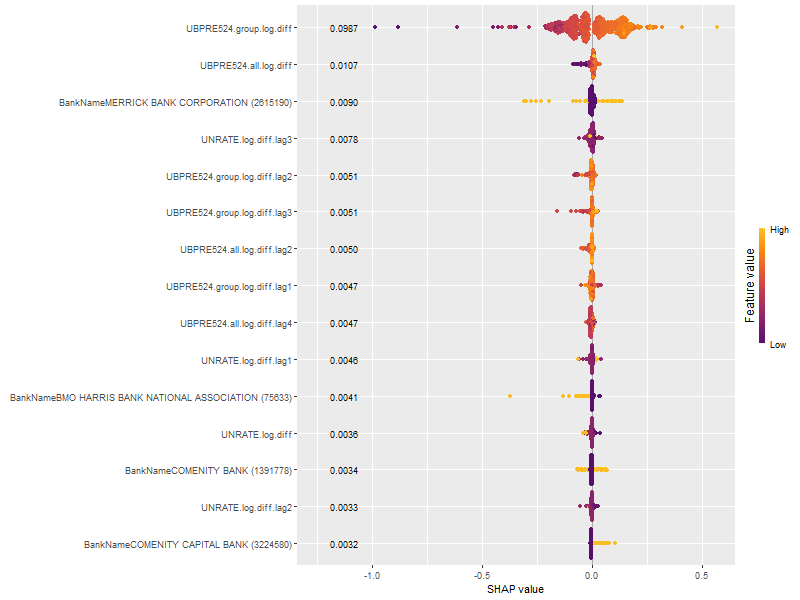 UBPRE524.group.log.diff 0.0987
UBPRE524.all.log.diff 0.0107
BankNameMERRICK BANK CORPORATION (2615190) 0.0090
UNRATE.log.diff.lag3 0.0078
UBPRE524.group.log.diff.lag2 0.0051
UBPRE524.group.log.diff.lag3 0.0051
UBPRE524.all.log.diff.lag2 0.0050
UBPRE524.group.log.diff.lag1 0.0047
UBPRE524.all.log.diff.lag4 0.0047
UNRATE.log.diff.lag1 0.0046
BankNameBMO HARRIS BANK NATIONAL ASSOCIATION (75633) 0.0041
UNRATE.log.diff 0.0036
BankNameCOMENITY BANK (1391778) 0.0034
UNRATE.log.diff.lag2 0.0033
BankNameCOMENITY CAPITAL BANK (3224580) 0.0032
-1.0 -0.5 0.0 0.5
SHAP value
High
Feature value
Low